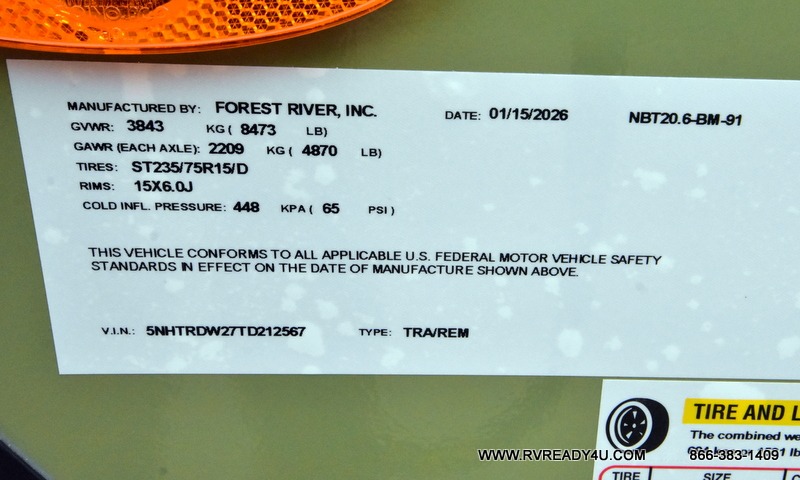 MANUFACTURED BY: FOREST RIVER, INC. DATE: 01/15/2026 NBT20.6-BM-91
GVWR: 3843 KG ( 8473 LB)
GAWR (EACH AXLE): 2209 KG ( 4870 LB)
TIRES: ST235/75R15/D
RIMS: 15X6.0J
COLD INFL. PRESSURE: 448 KPA ( 65 PSI )
THIS VEHICLE CONFORMS TO ALL APPLICABLE U.S. FEDERAL MOTOR VEHICLE SAFETY
STANDARDS IN EFFECT ON THE DATE OF MANUFACTURE SHOWN ABOVE.
V.I.N.: 5NHTRDW27TD212567 TYPE: TRA/REM
TIRE AND L
The combined we
WWW.RVREADY4U.COM 866-383-1409
TIRE SIZE